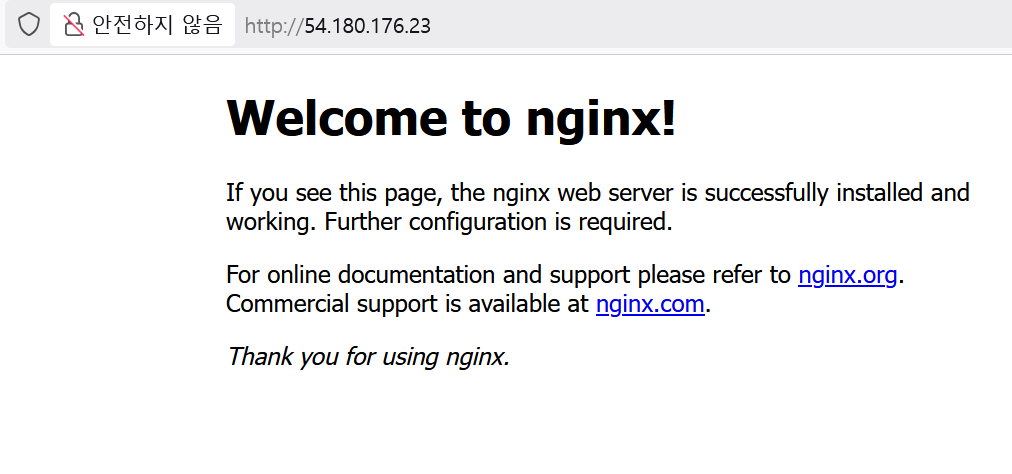 안전하지 않음 http://54.180.176.23
Welcome to nginx!
If you see this page, the nginx web server is successfully installed and
working. Further configuration is required.
For online documentation and support please refer to nginx.org.
Commercial support is available at nginx.com.
Thank you for using nginx.